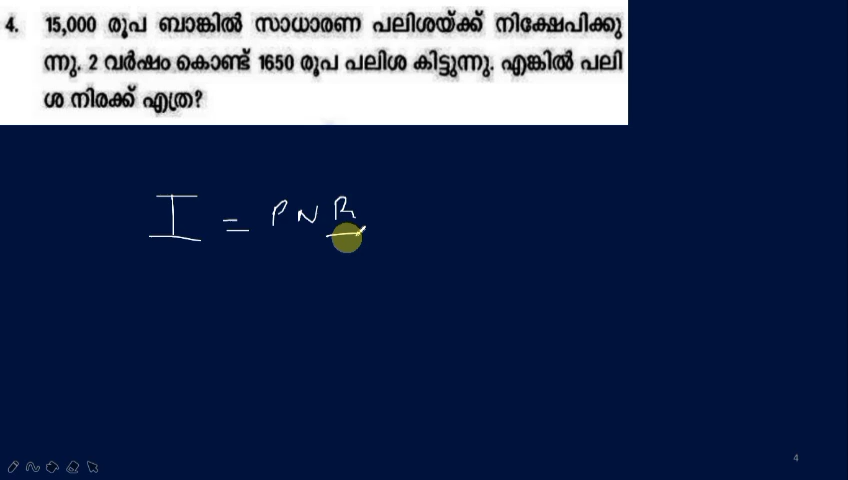 4. 15,000 രൂപ ബാങ്കിൽ സാധാരണ പലിശയ്ക്ക് നിക്ഷേപിക്കു
ന്നു. 2 വർഷം കൊണ്ട് 1650 രൂപ പലിശ കിട്ടുന്നു. എങ്കിൽ പലി
ശ നിരക്ക് എത്ര?
I = PNR
4